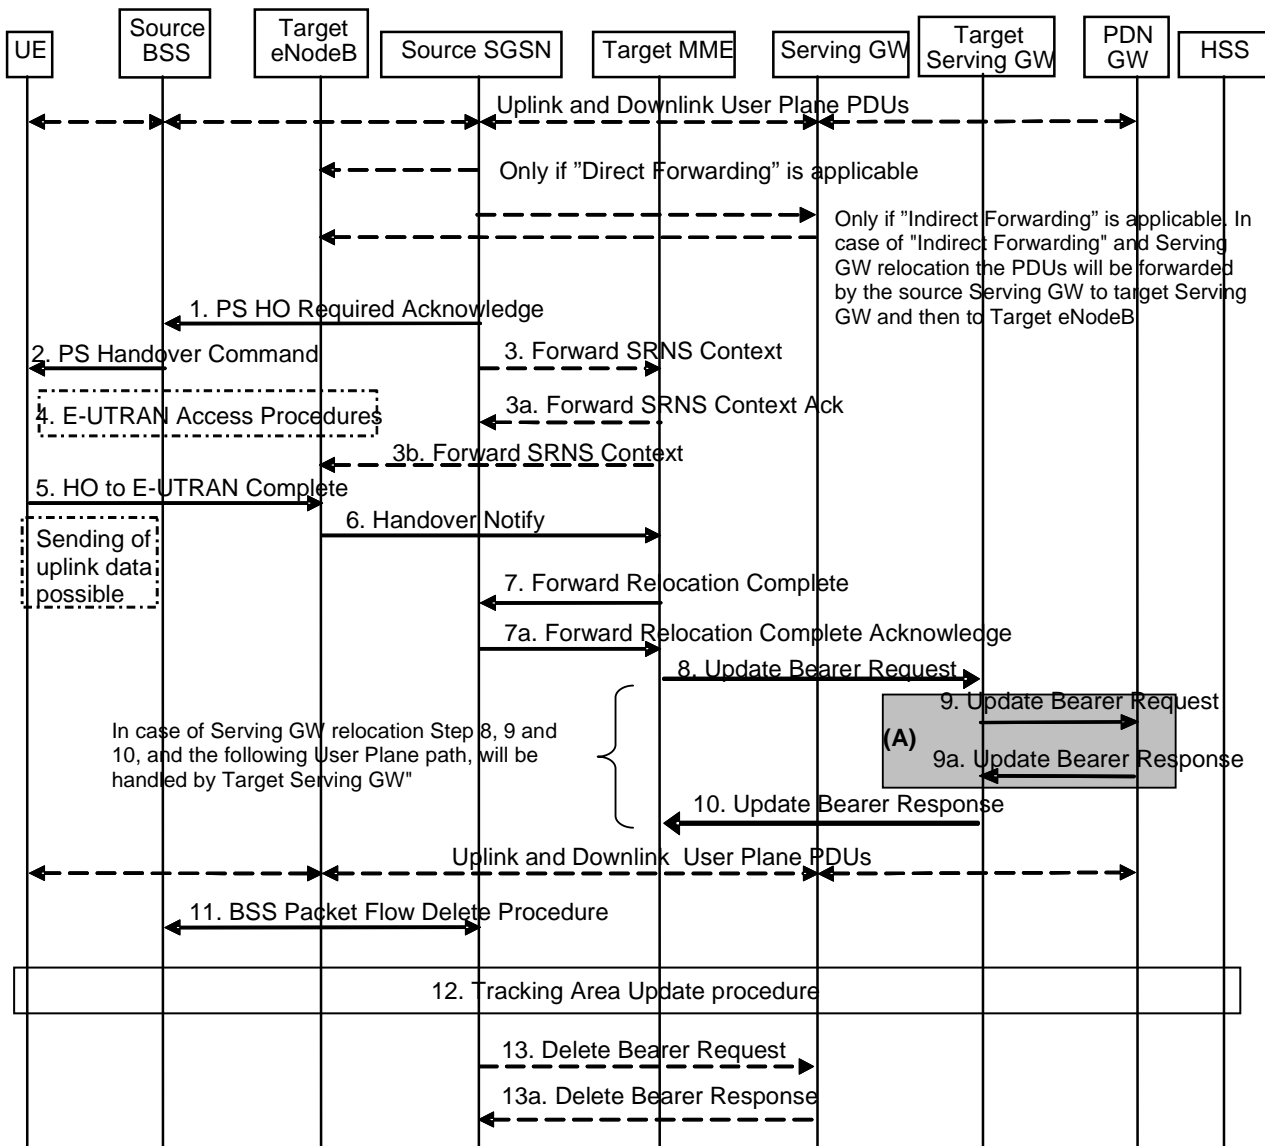 UE
Source
BSS
Target
eNodeB
Source SGSN
Target MME
Serving GW
Target
Serving GW
PDN
GW
HSS
Uplink and Downlink User Plane PDUs
Only if ”Direct Forwarding” is applicable
Only if ”Indirect Forwarding” is applicable. In
case of "Indirect Forwarding" and Serving
GW relocation the PDUs will be forwarded
by the source Serving GW to target Serving
GW and then to Target eNodeB
1. PS HO Required Acknowledge
2. PS Handover Command
3. Forward SRNS Context
4. E-UTRAN Access Procedures
3a. Forward SRNS Context Ack
3b. Forward SRNS Context
5. HO to E-UTRAN Complete
6. Handover Notify
Sending of
uplink data
possible
7. Forward Relocation Complete
7a. Forward Relocation Complete Acknowledge
8. Update Bearer Request
9. Update Bearer Request
(A)
In case of Serving GW relocation Step 8, 9 and
10, and the following User Plane path, will be
handled by Target Serving GW"
9a. Update Bearer Response
10. Update Bearer Response
Uplink and Downlink  User Plane PDUs
11. BSS Packet Flow Delete Procedure
12. Tracking Area Update procedure
13. Delete Bearer Request
13a. Delete Bearer Response